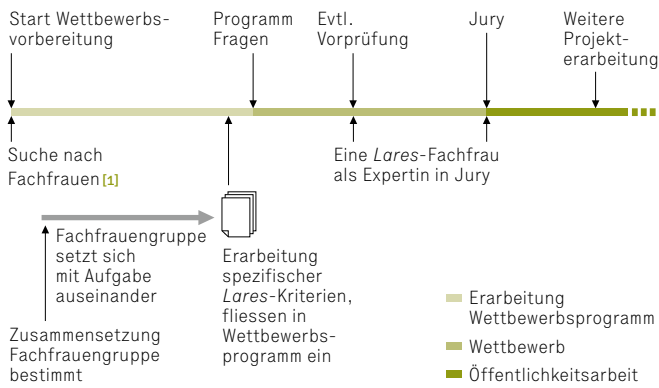 Start Wettbewerbs-
vorbereitung
Programm
Fragen
Evtl.
Vorprüfung
Jury
Weitere
Projekt-
erarbeitung
Suche nach
Fachfrauen [1]
Eine Lares-Fachfrau
als Expertin in Jury
Fachfrauengruppe
setzt sich
mit Aufgabe
auseinander
Zusammensetzung
Fachfrauengruppe
bestimmt
Erarbeitung
spezifischer
Lares-Kriterien,
fliessen in
Wettbewerbs-
programm ein
Erarbeitung
Wettbewerbsprogramm
Wettbewerb
Öffentlichkeitsarbeit